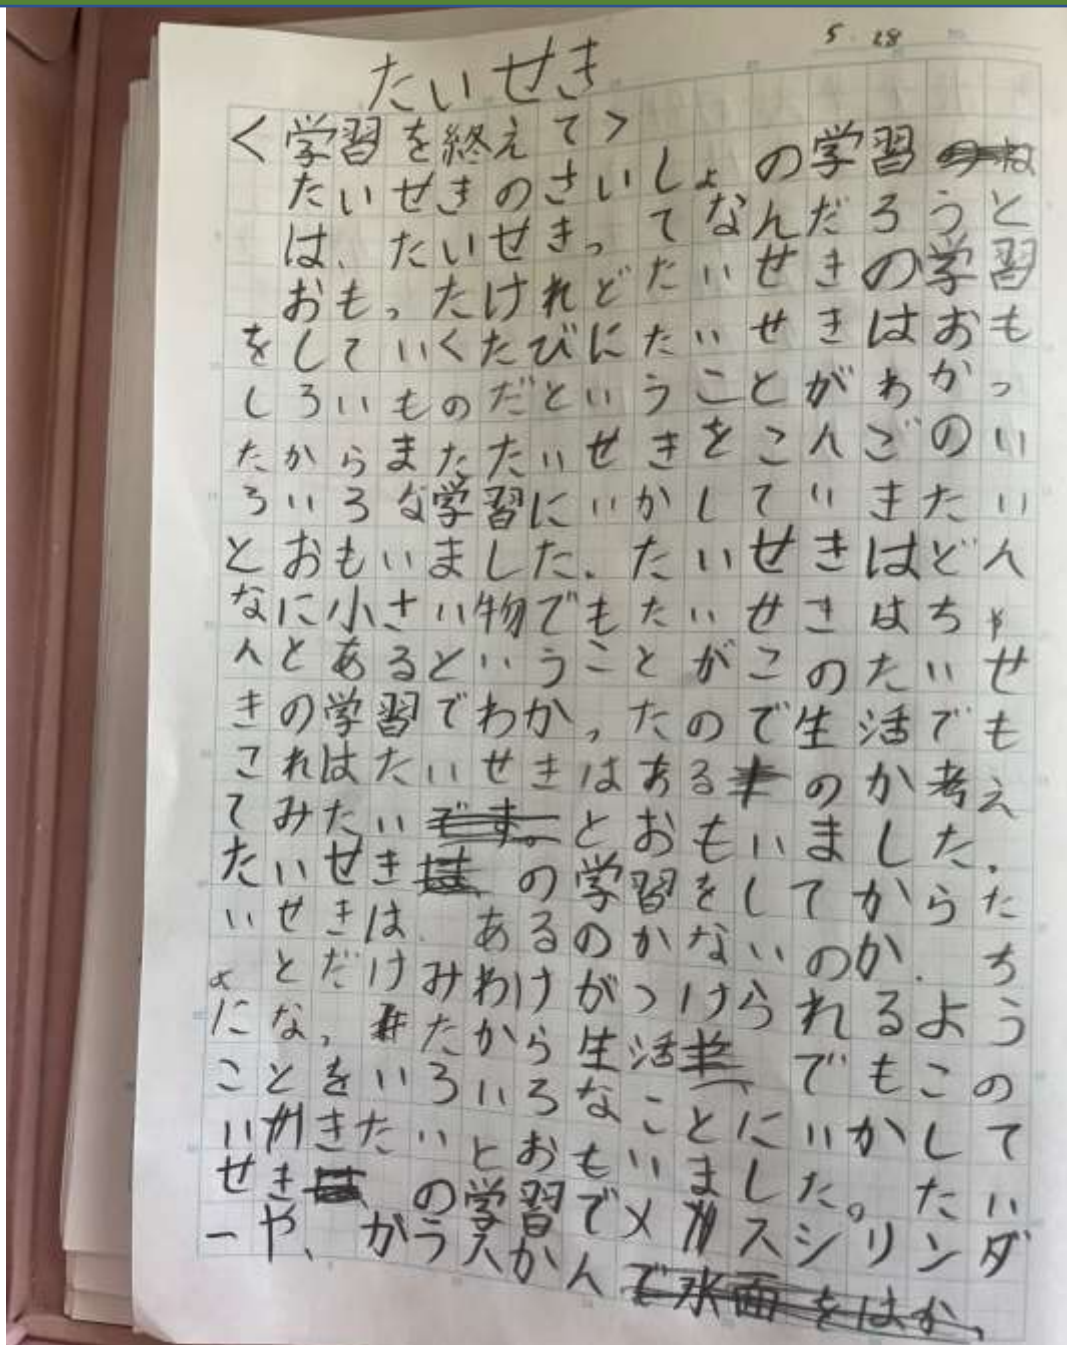 5.28
たいせき
<学習を終えて>
たいせきのさいしょの学習
は、たいせきってなんだろうと
おもったけれどたいせきの学習
をしていくたびにたいせきはおも
しろいものだということがわかっ
たからまたたいせきをこんごのい
ろいろな学習にいかしていきたい
とおもいました.たいせきはどん
なに小さい物でもたいせきはちゃ
んとあるということがこのたいせ
きの学習でわかったので生活でも
これはたいせきはあるのか考え
てみたいとおもいました.
たいせきの学習をしてからた
いせきは.あるのかないのか.ち
ょとだけみわけがつけられるよう
になったから生活でもこの
ことをいろいろなことにいかして
いきたいとおもいました。たい
せきの学習でメスシリンダ
ーや、がうスかん